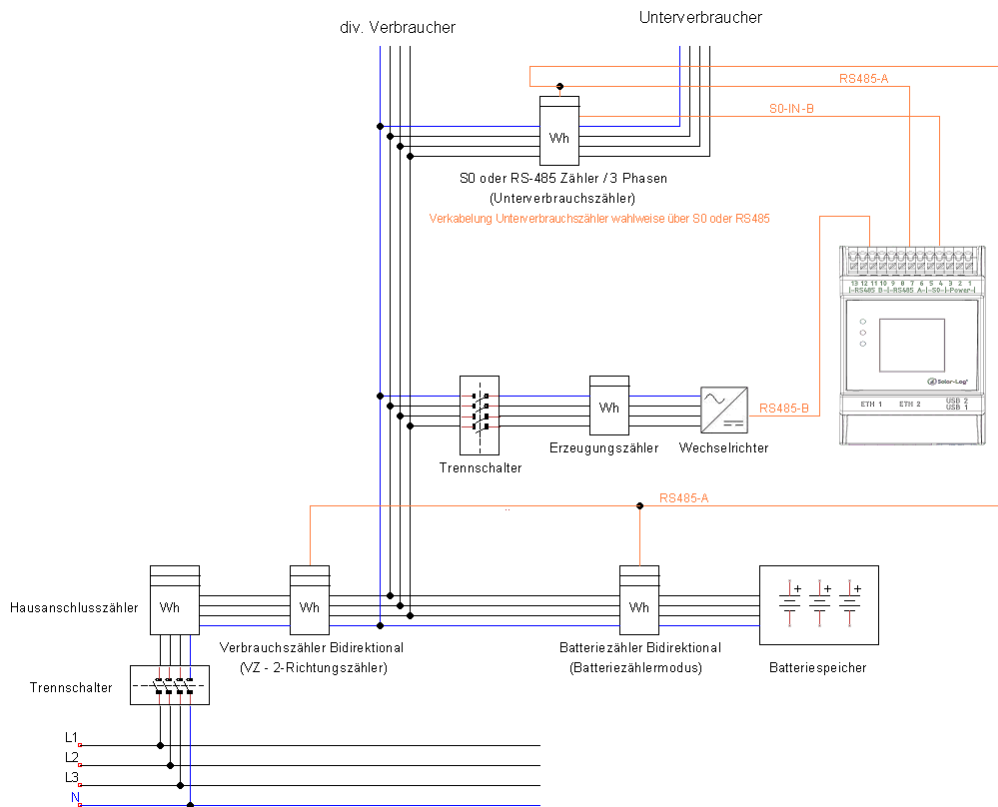 div. Verbraucher
Unterverbraucher
RS485-A
S0-IN-B
Wh
S0 oder RS-485 Zähler / 3 Phasen
(Unterverbrauchszähler)
Verkabelung Unterverbrauchszähler wahlweise über S0 oder RS485
13 12 11 10 9 8 7 6 5 4 3 2 1
|-RS485 B-|-RS485 A-|-S0-|-Power-|
Solar-Log®
ETH 1 ETH 2 USB 2
USB 1
Wh
RS485-B
Trennschalter
Erzeugungszähler
Wechselrichter
RS485-A
Hausanschlusszähler
Wh
Wh
Wh
Verbrauchszähler Bidirektional
(VZ - 2-Richtungszähler)
Batteriezähler Bidirektional
(Batteriezählermodus)
+ + +
Batteriespeicher
Trennschalter
L1
L2
L3
N